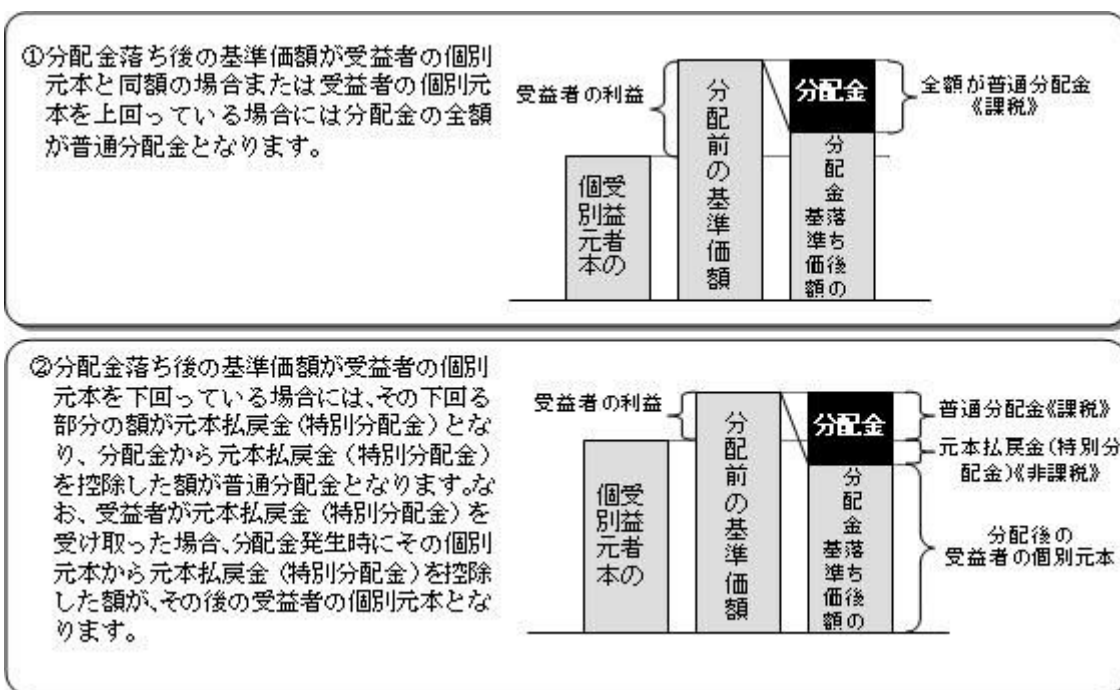 ①分配金落ち後の基準価額が受益者の個別
元本と同額の場合または受益者の個別元
本を上回っている場合には分配金の全額
が普通分配金となります。
受益者の利益
受益者の
個別元本
分配前の基準価額
分配金
分配金
落ち後の
基準価額
全額が普通分配金
《課税》
②分配金落ち後の基準価額が受益者の個別
元本を下回っている場合には、その下回る
部分の額が元本払戻金(特別分配金)とな
り、分配金から元本払戻金(特別分配金)
を控除した額が普通分配金となります。な
お、受益者が元本払戻金(特別分配金)を
受け取った場合、分配金発生時にその個別
元本から元本払戻金(特別分配金)を控除
した額が、その後の受益者の個別元本とな
ります。
受益者の利益
受益者の
個別元本
分配前の基準価額
分配金
分配金
落ち後の
基準価額
普通分配金《課税》
元本払戻金(特別分
配金)《非課税》
分配後の
受益者の個別元本